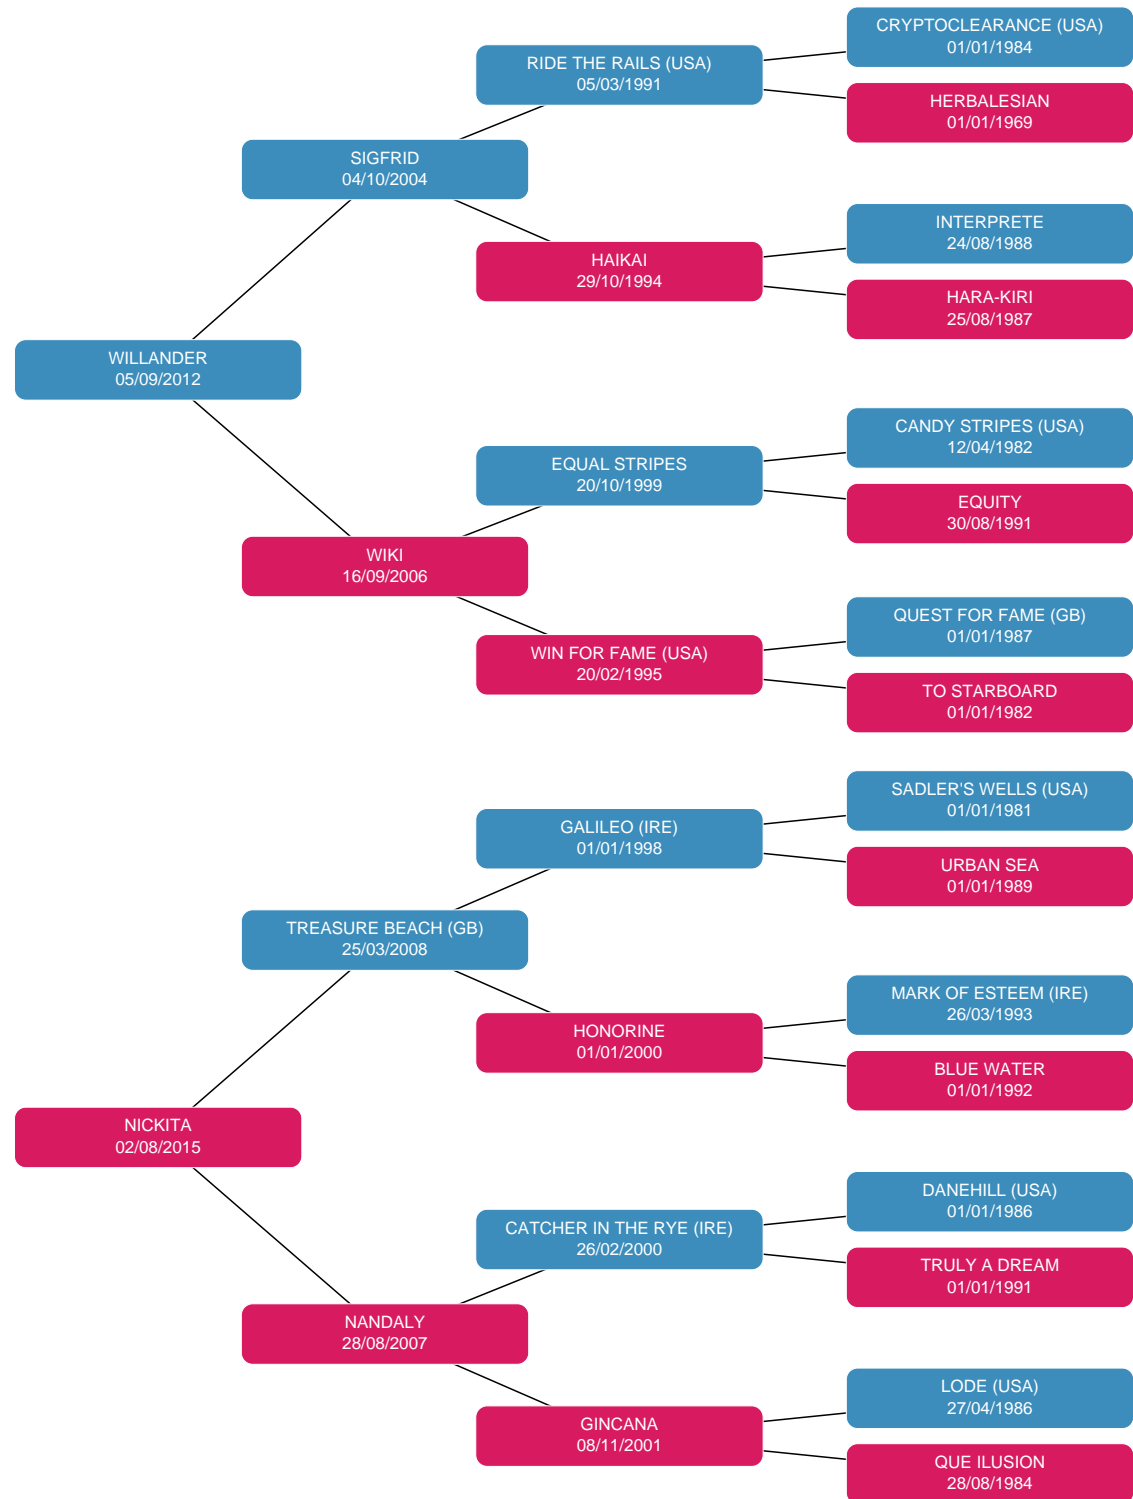 CRYPTOCLEARANCE (USA)
01/01/1984
RIDE THE RAILS (USA)
05/03/1991
HERBALESIAN
01/01/1969
SIGFRID
04/10/2004
INTERPRETE
24/08/1988
HAIKAI
29/10/1994
HARA-KIRI
25/08/1987
WILLANDER
05/09/2012
CANDY STRIPES (USA)
12/04/1982
EQUAL STRIPES
20/10/1999
EQUITY
30/08/1991
WIKI
16/09/2006
QUEST FOR FAME (GB)
01/01/1987
WIN FOR FAME (USA)
20/02/1995
TO STARBOARD
01/01/1982
SADLER'S WELLS (USA)
01/01/1981
GALILEO (IRE)
01/01/1998
URBAN SEA
01/01/1989
TREASURE BEACH (GB)
25/03/2008
MARK OF ESTEEM (IRE)
26/03/1993
HONORINE
01/01/2000
BLUE WATER
01/01/1992
NICKITA
02/08/2015
DANEHILL (USA)
01/01/1986
CATCHER IN THE RYE (IRE)
26/02/2000
TRULY A DREAM
01/01/1991
NANDALY
28/08/2007
LODE (USA)
27/04/1986
GINCANA
08/11/2001
QUE ILUSION
28/08/1984